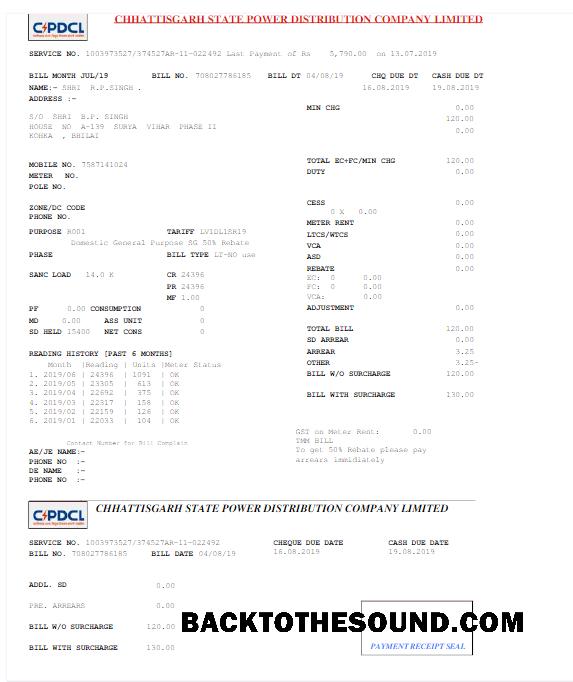 CSPDCL
CHHATTISGARH STATE POWER DISTRIBUTION COMPANY LIMITED
SERVICE NO. 1003973527/374527AR-11-022492 Last Payment of Rs 5,790.00 on 13.07.2019
BILL MONTH JUL/19 BILL NO. 708027786185 BILL DT 04/08/19 CHQ DUE DT CASH DUE DT
NAME:- SHRI R.P.SINGH . 16.08.2019 19.08.2019
ADDRESS :-
MIN CHG 0.00
S/O SHRI B.P. SINGH 120.00
HOUSE NO A-139 SURYA VIHAR PHASE II 0.00
KOHKA , BHILAI
MOBILE NO. 7587141024 TOTAL EC+FC/MIN CHG 120.00
METER NO. DUTY 0.00
POLE NO.
ZONE/DC CODE CESS 0.00
PHONE NO. 0 X 0.00
METER RENT 0.00
PURPOSE R001 TARIFF LV1DL1SR19 LTCS/WTCS 0.00
Domestic General Purpose SG 50% Rebate VCA 0.00
PHASE BILL TYPE LT-NO use ASD 0.00
REBATE 0.00
SANC LOAD 14.0 K CR 24396 EC: 0 0.00
PR 24396 FC: 0 0.00
MF 1.00 VCA: 0.00
PF 0.00 CONSUMPTION 0 ADJUSTMENT 0.00
MD 0.00 ASS UNIT 0
SD HELD 15400 NET CONS 0 TOTAL BILL 120.00
SD ARREAR 0.00
READING HISTORY [PAST 6 MONTHS] ARREAR 3.25
Month |Reading | Units |Meter Status OTHER 3.25-
1. 2019/06 | 24396 | 1091 | OK BILL W/O SURCHARGE 120.00
2. 2019/05 | 23305 | 613 | OK
3. 2019/04 | 22692 | 375 | OK
4. 2019/03 | 22317 | 158 | OK BILL WITH SURCHARGE 130.00
5. 2019/02 | 22159 | 126 | OK
6. 2019/01 | 22033 | 104 | OK
GST on Meter Rent: 0.00
Contact Number for Bill Complain TMM BILL
AE/JE NAME:- To get 50% Rebate please pay
PHONE NO :- arrears immidiately
DE NAME :-
PHONE NO :-
CSPDCL
CHHATTISGARH STATE POWER DISTRIBUTION COMPANY LIMITED
SERVICE NO. 1003973527/374527AR-11-022492 CHEQUE DUE DATE CASH DUE DATE
BILL NO. 708027786185 BILL DATE 04/08/19 16.08.2019 19.08.2019
ADDL. SD 0.00
PRE. ARREARS 0.00
BILL W/O SURCHARGE 120.00
BACKTOTHESOUND.COM
BILL WITH SURCHARGE 130.00
PAYMENT RECEIPT SEAL